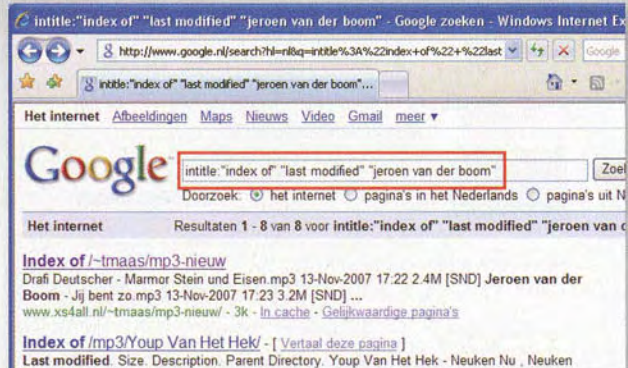 intitle:"index of" "last modified" "jeroen van der boom" - Google zoeken - Windows Internet Ex
http://www.google.nl/search?hl=nl&q=intitle%3A%22index+of%22+%22last
Google
intitle:"index of" "last modified" "jeroen van der boom"...
Het internet Afbeeldingen Maps Nieuws Video Gmail meer ▼
Google
intitle:"index of" "last modified" "jeroen van der boom"
Zoe
Doorzoek: het internet pagina's in het Nederlands pagina's uit N
Het internet Resultaten 1 - 8 van 8 voor intitle:"index of" "last modified" "jeroen van
Index of /~tmaas/mp3-nieuw
Drafi Deutscher - Marmor Stein und Eisen.mp3 13-Nov-2007 17:22 2.4M [SND] Jeroen van der
Boom - Jij bent zo.mp3 13-Nov-2007 17:23 3.2M [SND] ...
www.xs4all.nl/~tmaas/mp3-nieuw/ - 3k - In cache - Gelijkwaardige pagina's
Index of /mp3/Youp Van Het Hek/ - [ Vertaal deze pagina ]
Last modified. Size. Description. Parent Directory. Youp Van Het Hek - Neuken Nu , Neuken